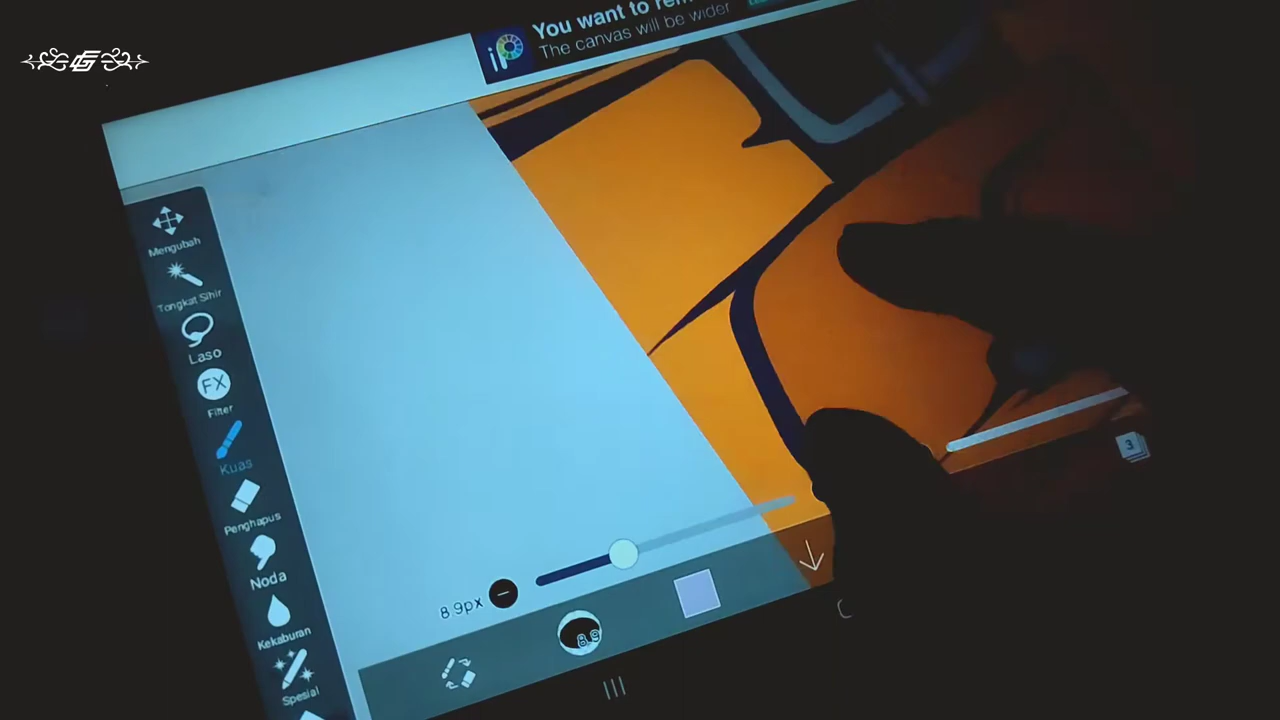 You want to rem
The canvas will be wider
Mengubah
Tongkat Sihir
Laso
FX
Filter
Kuas
Penghapus
Noda
Kekaburan
Spesial
8.9px
8.9
3